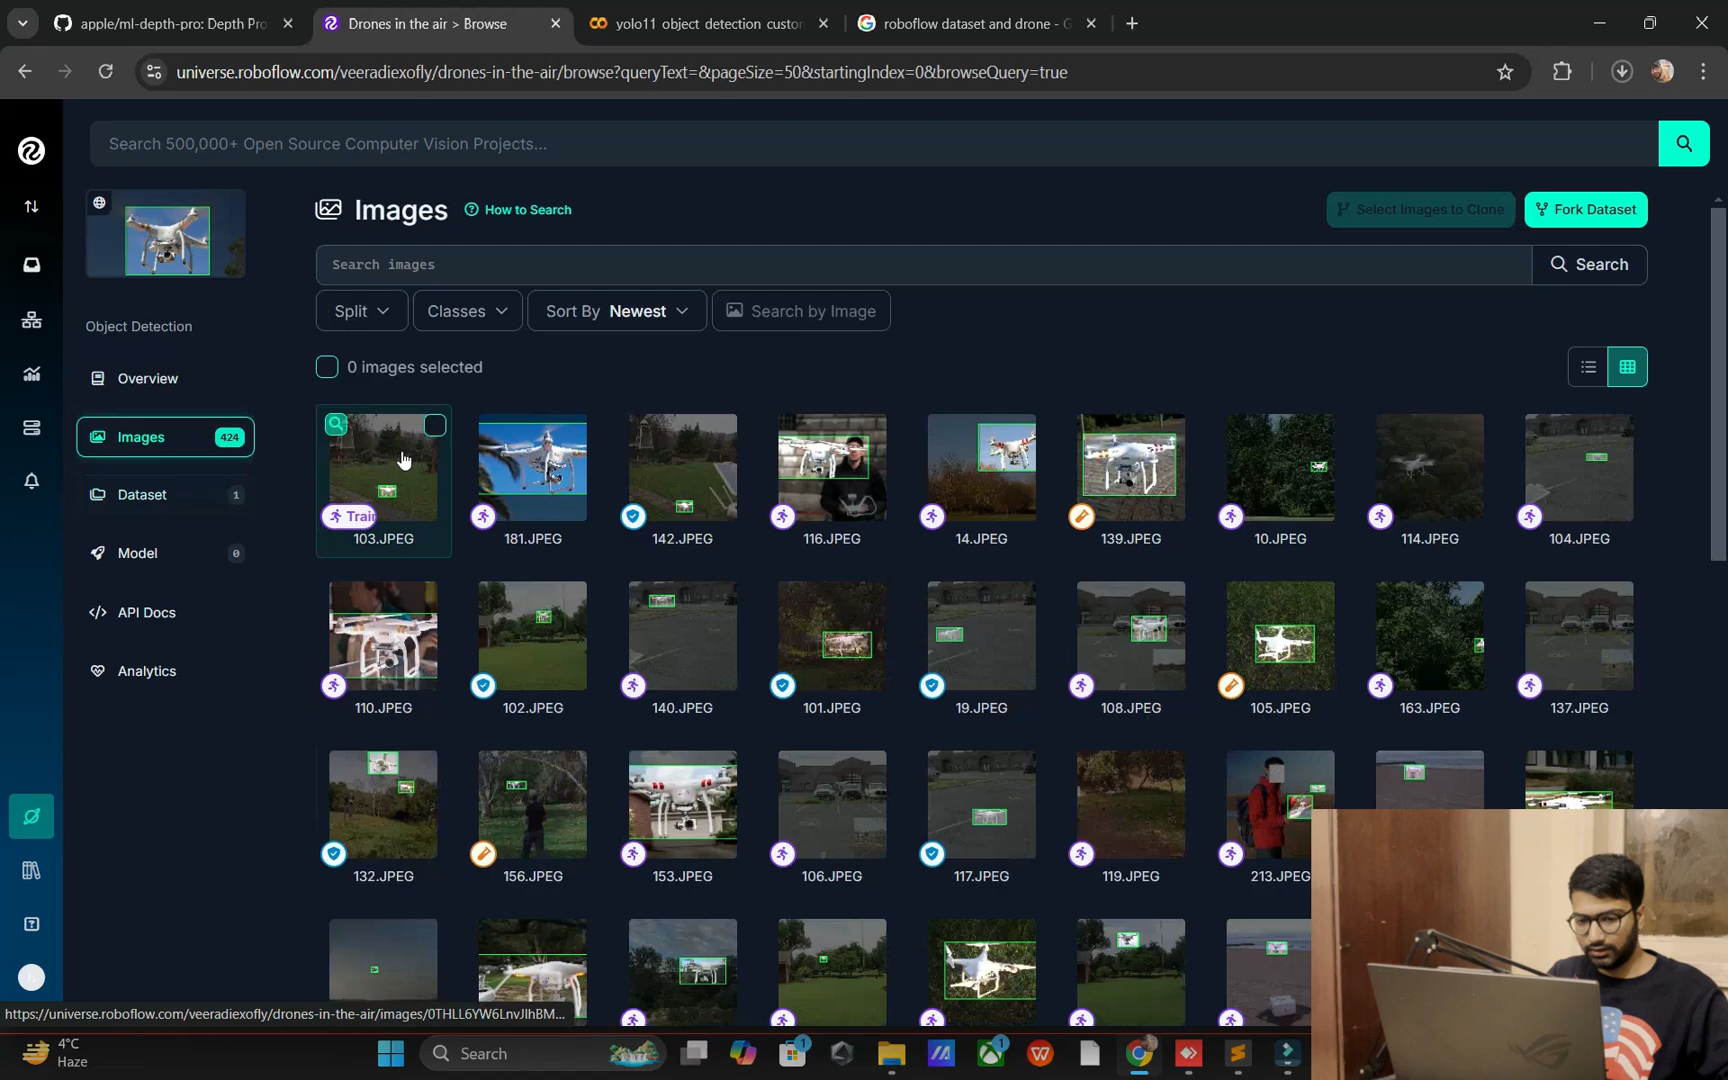 apple/ml-depth-pro: Depth Pro
Drones in the air > Browse
yolo11 object detection custo
roboflow dataset and drone - G
universe.roboflow.com/veeradiexofly/drones-in-the-air/browse?queryText=&pageSize=50&startingIndex=0&browseQuery=true
Search 500,000+ Open Source Computer Vision Projects...
Images
How to Search
Select Images to Clone
Fork Dataset
Search images
Search
Split
Classes
Sort By Newest
Search by Image
0 images selected
Object Detection
Overview
Images 424
Dataset 1
Model 0
API Docs
Analytics
Train
103.JPEG
181.JPEG
142.JPEG
116.JPEG
14.JPEG
139.JPEG
10.JPEG
114.JPEG
104.JPEG
110.JPEG
102.JPEG
140.JPEG
101.JPEG
19.JPEG
108.JPEG
105.JPEG
163.JPEG
137.JPEG
132.JPEG
156.JPEG
153.JPEG
106.JPEG
117.JPEG
119.JPEG
213.JPEG
https://universe.roboflow.com/veeradiexofly/drones-in-the-air/images/0THLL6YW6LnvJlhBM...
4°C
Haze
Search
1
1